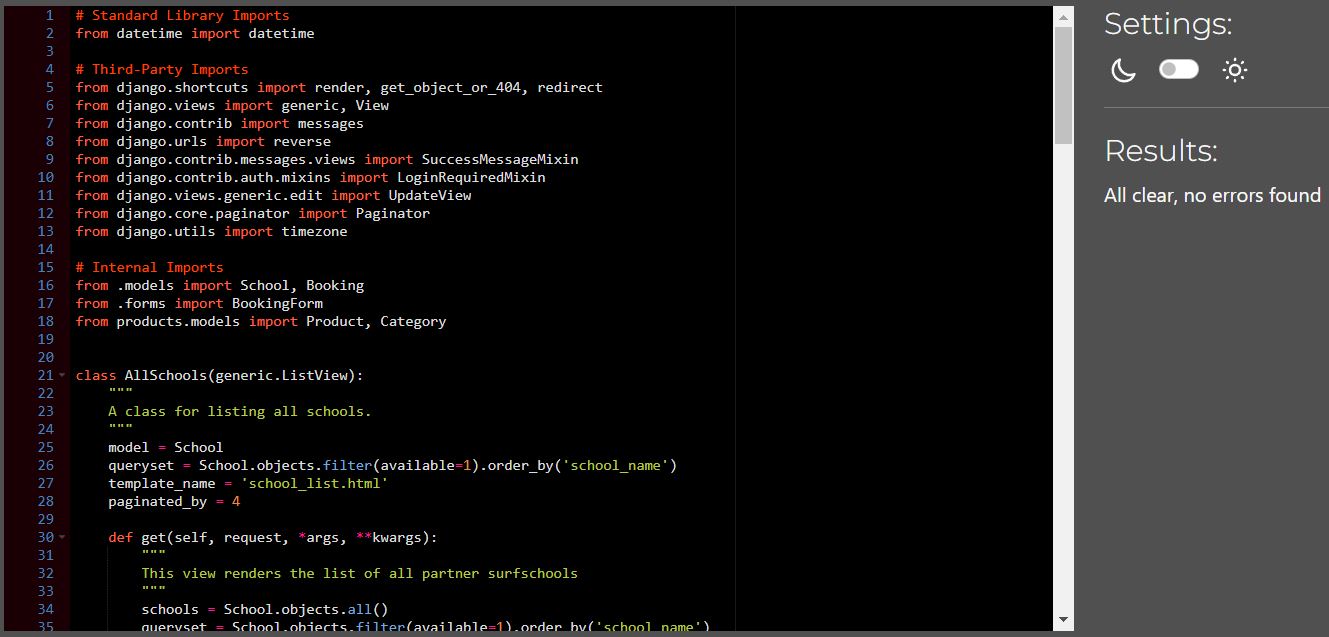 1 # Standard Library Imports
2 from datetime import datetime
3
4 # Third-Party Imports
5 from django.shortcuts import render, get_object_or_404, redirect
6 from django.views import generic, View
7 from django.contrib import messages
8 from django.urls import reverse
9 from django.contrib.messages.views import SuccessMessageMixin
10 from django.contrib.auth.mixins import LoginRequiredMixin
11 from django.views.generic.edit import UpdateView
12 from django.core.paginator import Paginator
13 from django.utils import timezone
14
15 # Internal Imports
16 from .models import School, Booking
17 from .forms import BookingForm
18 from products.models import Product, Category
19
20
21 class AllSchools(generic.ListView):
22     """
23     A class for listing all schools.
24     """
25     model = School
26     queryset = School.objects.filter(available=1).order_by('school_name')
27     template_name = 'school_list.html'
28     paginated_by = 4
29
30     def get(self, request, *args, **kwargs):
31         """
32         This view renders the list of all partner surfschools
33         """
34         schools = School.objects.all()
35         queryset = School.objects.filter(available=1).order_by('school_name')
Settings:
Results:
All clear, no errors found